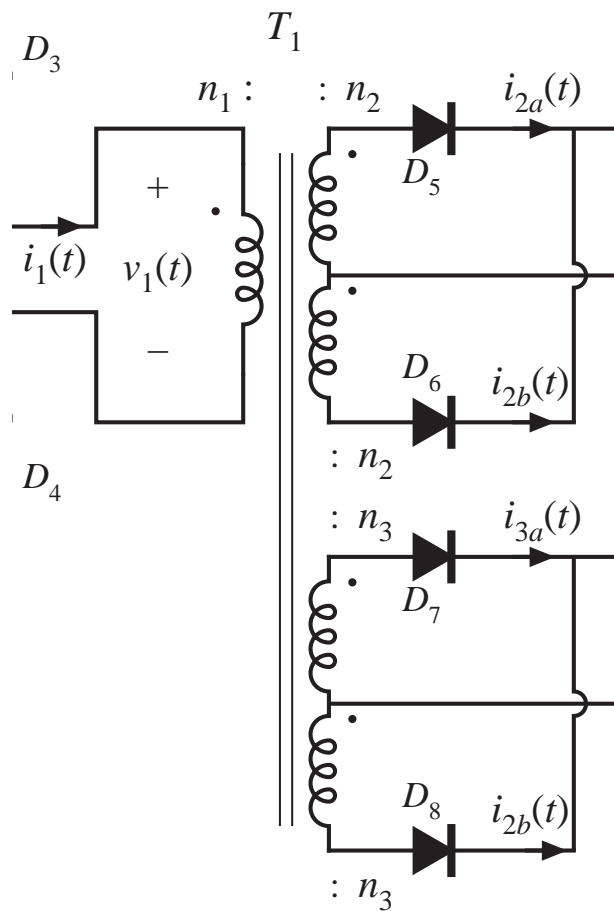 T1
D3
n1 : : n2
i2a(t)
D5
+
i1(t)
v1(t)
−
D6
i2b(t)
: n2
D4
: n3
i3a(t)
D7
D8
i2b(t)
: n3